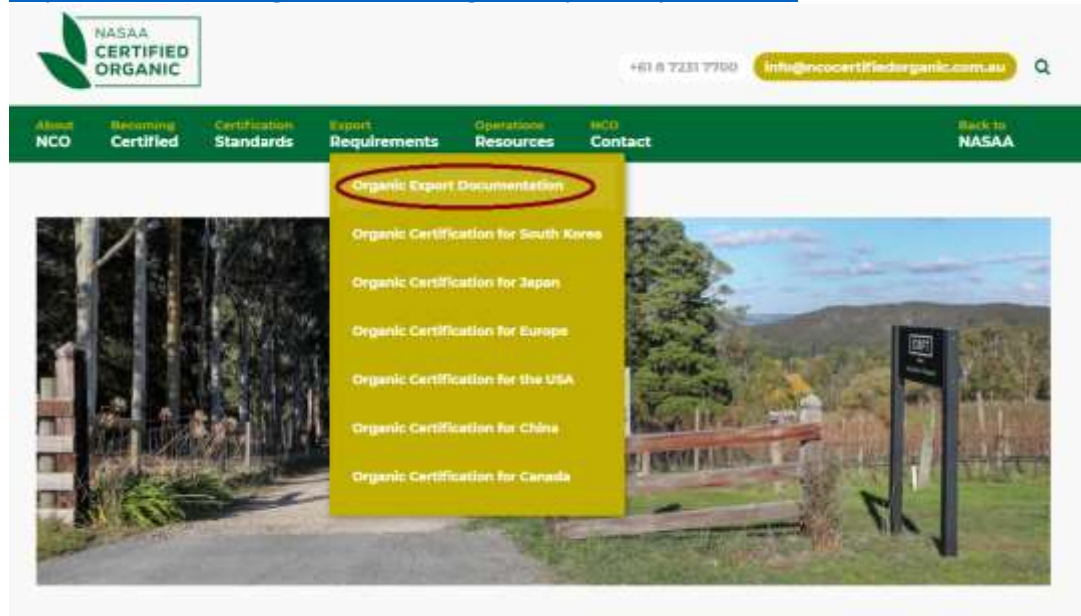 NASAA
CERTIFIED
ORGANIC
+61 8 7231 7700
info@ncocertifiedorganic.com.au
About
NCO
Becoming
Certified
Certification
Standards
Export
Requirements
Operations
Resources
NCO
Contact
Back to
NASAA
Organic Export Documentation
Organic Certification for South Korea
Organic Certification for Japan
Organic Certification for Europe
Organic Certification for the USA
Organic Certification for China
Organic Certification for Canada